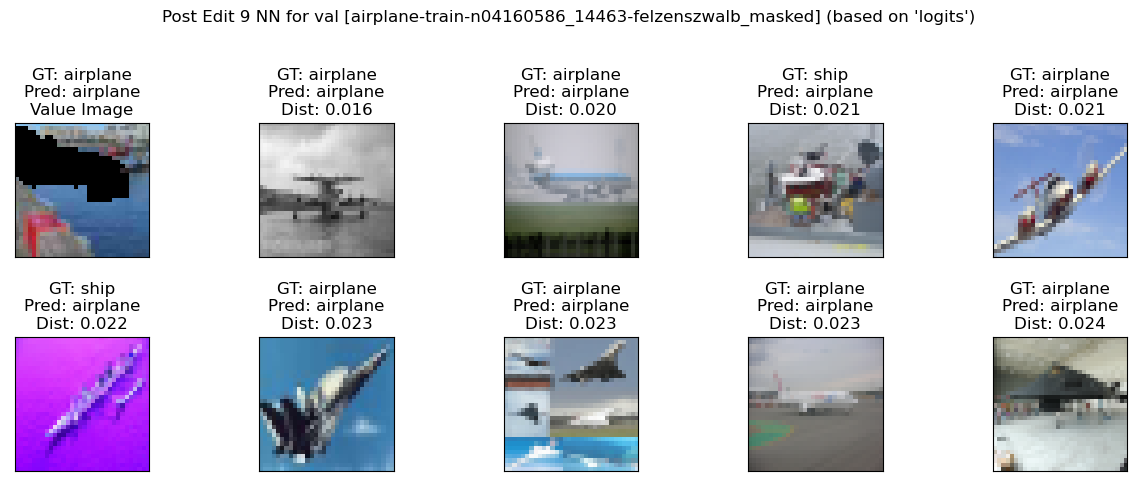 Post Edit 9 NN for val [airplane-train-n04160586_14463-felzenszwalb_masked] (based on 'logits')
GT: airplane
Pred: airplane
Value Image
GT: airplane
Pred: airplane
Dist: 0.016
GT: airplane
Pred: airplane
Dist: 0.020
GT: ship
Pred: airplane
Dist: 0.021
GT: airplane
Pred: airplane
Dist: 0.021
GT: ship
Pred: airplane
Dist: 0.022
GT: airplane
Pred: airplane
Dist: 0.023
GT: airplane
Pred: airplane
Dist: 0.023
GT: airplane
Pred: airplane
Dist: 0.023
GT: airplane
Pred: airplane
Dist: 0.024